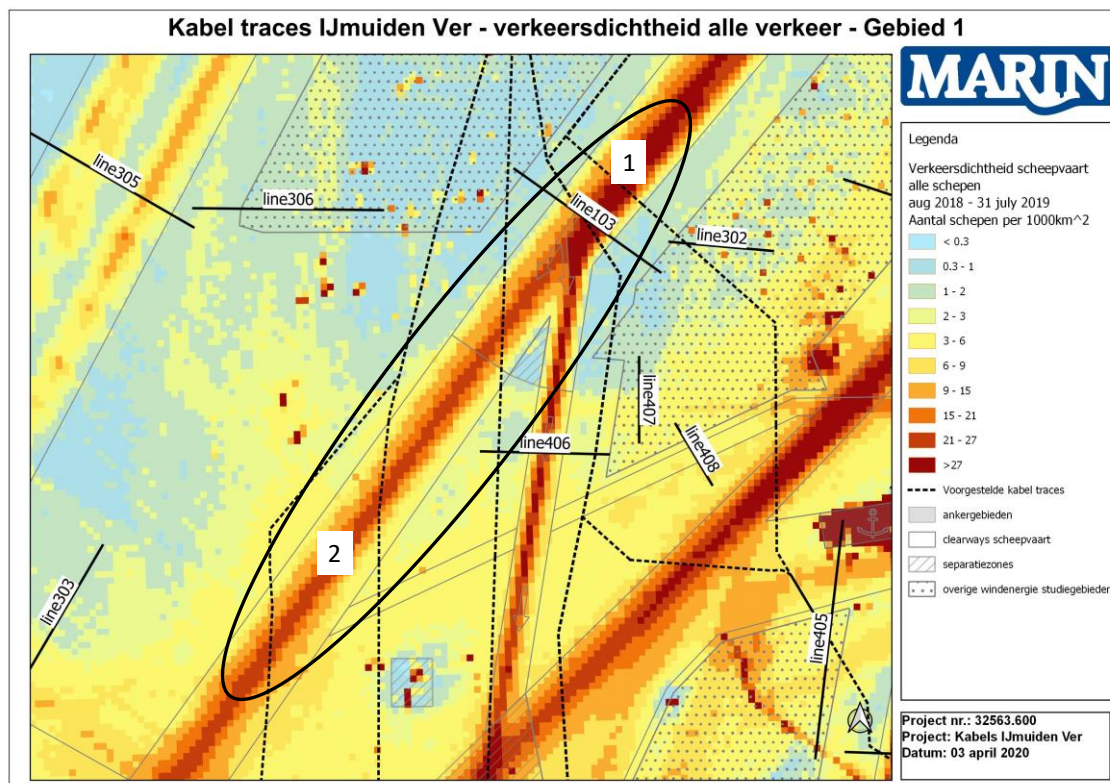 Kabel traces IJmuiden Ver - verkeersdichtheid alle verkeer - Gebied 1
MARIN
line305
line306
1
line103
line302
line407
line406
line408
2
line303
line405
Legenda
Verkeersdichtheid scheepvaart
alle schepen
aug 2018 - 31 july 2019
Aantal schepen per 1000km^2
< 0.3
0.3 - 1
1 - 2
2 - 3
3 - 6
6 - 9
9 - 15
15 - 21
21 - 27
>27
Voorgestelde kabel traces
ankergebieden
clearways scheepvaart
separatiezones
overige windenergie studiegebieden
Project nr.: 32563.600
Project: Kabels IJmuiden Ver
Datum: 03 april 2020